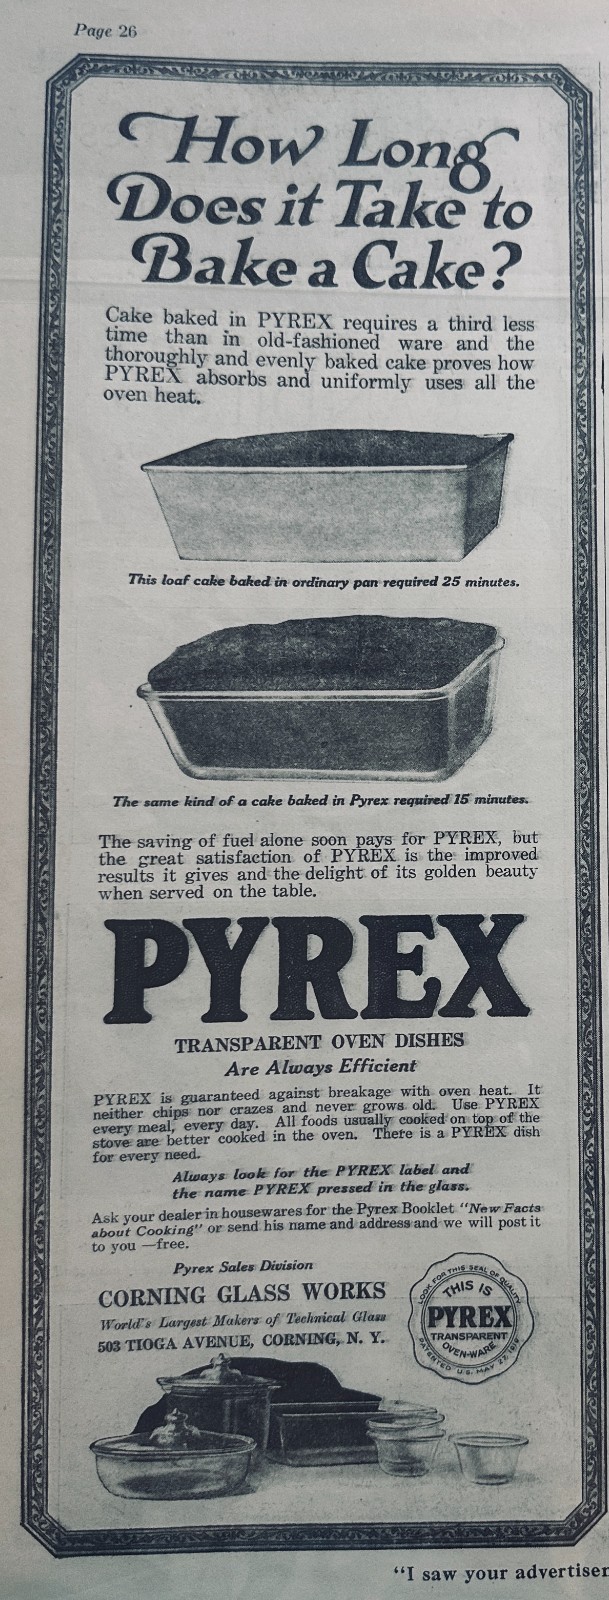 Page 26
How Long
Does it Take to
Bake a Cake?
Cake baked in PYREX requires a third less
time than in old-fashioned ware and the
thoroughly and evenly baked cake proves how
PYREX absorbs and uniformly uses all the
oven heat.
This loaf cake baked in ordinary pan required 25 minutes.
The same kind of a cake baked in Pyrex required 15 minutes.
The saving of fuel alone soon pays for PYREX, but
the great satisfaction of PYREX is the improved
results it gives and the delight of its golden beauty
when served on the table.
PYREX
TRANSPARENT OVEN DISHES
Are Always Efficient
PYREX is guaranteed against breakage with oven heat. It
neither chips nor crazes and never grows old. Use PYREX
every meal, every day. All foods usually cooked on top of the
stove are better cooked in the oven. There is a PYREX dish
for every need.
Always look for the PYREX label and
the name PYREX pressed in the glass.
Ask your dealer in housewares for the Pyrex Booklet "New Facts
about Cooking" or send his name and address and we will post it
to you—free.
Pyrex Sales Division
CORNING GLASS WORKS
World's Largest Makers of Technical Glass
503 TIOGA AVENUE, CORNING, N. Y.
LOOK FOR THIS SEAL OF QUALITY
THIS IS
PYREX
TRANSPARENT
OVEN-WARE
PATENTED U.S. MAY 27,
"I saw your advertiser